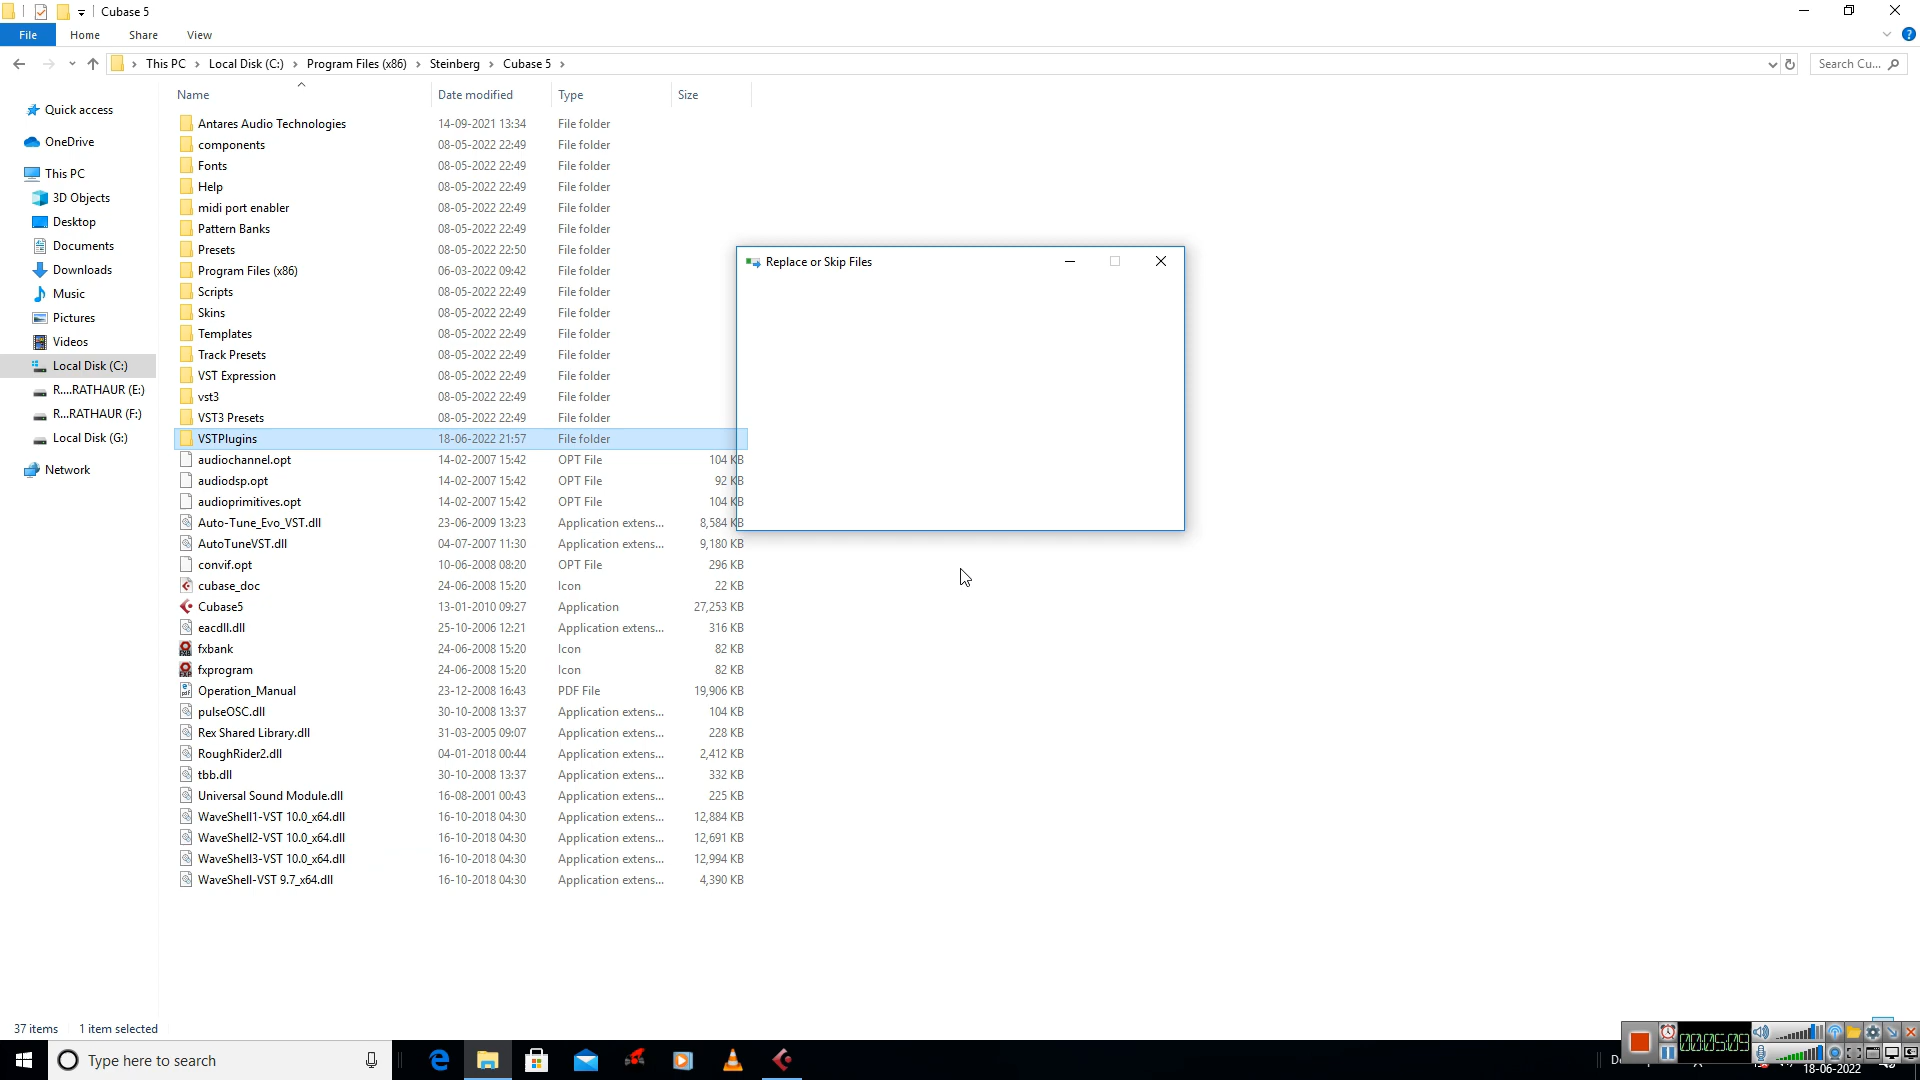 Cubase 5
File Home Share View
This PC Local Disk (C:) Program Files (x86) Steinberg Cubase 5
Search Cu...
Name Date modified Type Size
Quick access
OneDrive
This PC
3D Objects
Desktop
Documents
Downloads
Music
Pictures
Videos
Local Disk (C:)
R....RATHAUR (E:)
R...RATHAUR (F:)
Local Disk (G:)
Network
Antares Audio Technologies 14-09-2021 13:34 File folder
components 08-05-2022 22:49 File folder
Fonts 08-05-2022 22:49 File folder
Help 08-05-2022 22:49 File folder
midi port enabler 08-05-2022 22:49 File folder
Pattern Banks 08-05-2022 22:49 File folder
Presets 08-05-2022 22:50 File folder
Program Files (x86) 06-03-2022 09:42 File folder
Scripts 08-05-2022 22:49 File folder
Skins 08-05-2022 22:49 File folder
Templates 08-05-2022 22:49 File folder
Track Presets 08-05-2022 22:49 File folder
VST Expression 08-05-2022 22:49 File folder
vst3 08-05-2022 22:49 File folder
VST3 Presets 08-05-2022 22:49 File folder
VSTPlugins 18-06-2022 21:57 File folder
audiochannel.opt 14-02-2007 15:42 OPT File 104 KB
audiodsp.opt 14-02-2007 15:42 OPT File 92 KB
audioprimitives.opt 14-02-2007 15:42 OPT File 104 KB
Auto-Tune_Evo_VST.dll 23-06-2009 13:23 Application extens... 8,584 KB
AutoTuneVST.dll 04-07-2007 11:30 Application extens... 9,180 KB
convif.opt 10-06-2008 08:20 OPT File 296 KB
cubase_doc 24-06-2008 15:20 Icon 22 KB
Cubase5 13-01-2010 09:27 Application 27,253 KB
eacdll.dll 25-10-2006 12:21 Application extens... 316 KB
fxbank 24-06-2008 15:20 Icon 82 KB
fxprogram 24-06-2008 15:20 Icon 82 KB
Operation_Manual 23-12-2008 16:43 PDF File 19,906 KB
pulseOSC.dll 30-10-2008 13:37 Application extens... 104 KB
Rex Shared Library.dll 31-03-2005 09:07 Application extens... 228 KB
RoughRider2.dll 04-01-2018 00:44 Application extens... 2,412 KB
tbb.dll 30-10-2008 13:37 Application extens... 332 KB
Universal Sound Module.dll 16-08-2001 00:43 Application extens... 225 KB
WaveShell1-VST 10.0_x64.dll 16-10-2018 04:30 Application extens... 12,884 KB
WaveShell2-VST 10.0_x64.dll 16-10-2018 04:30 Application extens... 12,691 KB
WaveShell3-VST 10.0_x64.dll 16-10-2018 04:30 Application extens... 12,994 KB
WaveShell-VST 9.7_x64.dll 16-10-2018 04:30 Application extens... 4,390 KB
Replace or Skip Files
37 items 1 item selected
Type here to search
00:05:09
18-06-2022